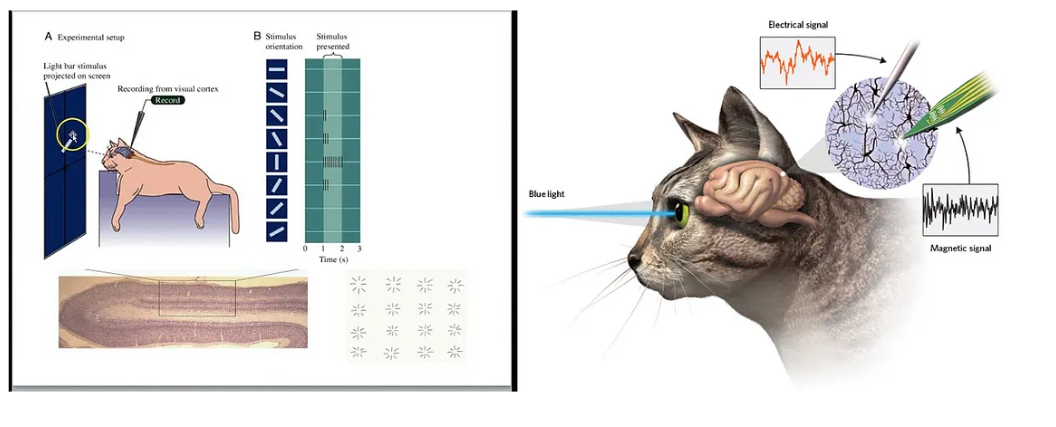 A Experimental setup
Light bar stimulus
projected on screen
Recording from visual cortex
Record
B Stimulus
orientation
Stimulus
presented
0 1 2 3
Time (s)
Electrical signal
Blue light
Magnetic signal